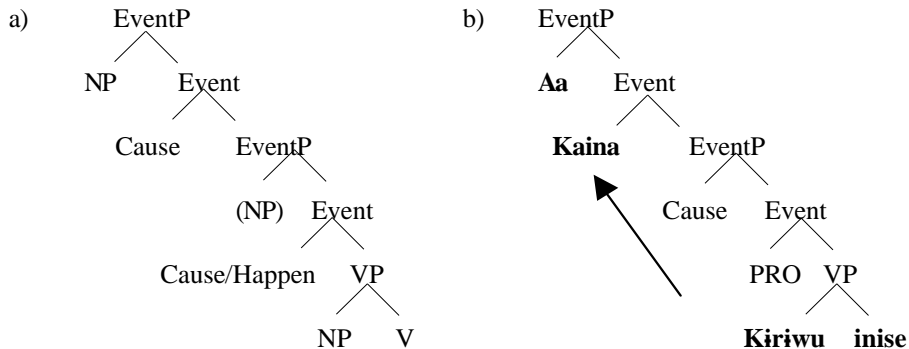 a) EventP b) EventP
NP Event Aa Event
Cause EventP Kaina EventP
(NP) Event Cause Event
Cause/Happen VP PRO VP
NP V Kɨrɨwu inise